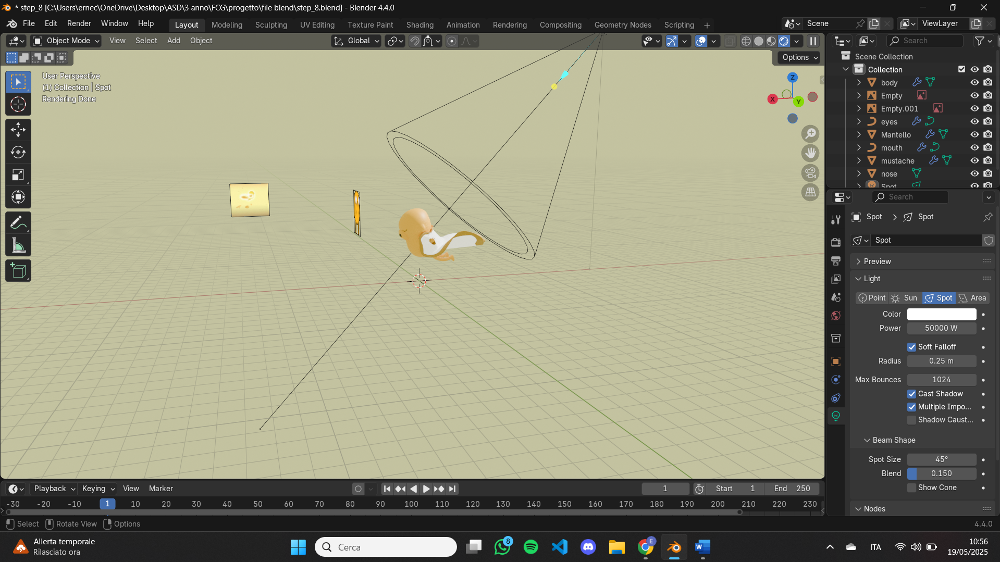 * step_8 [C:\Users\ernec\OneDrive\Desktop\ASD\3 anno\FCG\progetto\file blend\step_8.blend] - Blender 4.4.0
File Edit Render Window Help Layout Modeling Sculpting UV Editing Texture Paint Shading Animation Rendering Compositing Geometry Nodes Scripting + Scene ViewLayer
Object Mode View Select Add Object Global Search
Options
User Perspective
(1) Collection | Spot
Rendering Done
Z
X
Y
Scene Collection
Collection
body
Empty
Empty.001
eyes
Mantello
mouth
mustache
nose
Spot
Search
Spot > Spot
Spot
Preview
Light
Point Sun Spot Area
Color
Power 50000 W
Soft Falloff
Radius 0.25 m
Max Bounces 1024
Cast Shadow
Multiple Impo...
Shadow Caust...
Beam Shape
Spot Size 45°
Blend 0.150
Show Cone
Nodes
Playback Keying View Marker 1 Start 1 End 250
-30 -20 -10 1 10 20 30 40 50 60 70 80 90 100 110 120 130 140 150 160 170 180 190 200 210 220 230
Select Rotate View Options 4.4.0
Allerta temporale
Rilasciato ora
Cerca
8
E
W
ITA
10:56
19/05/2025